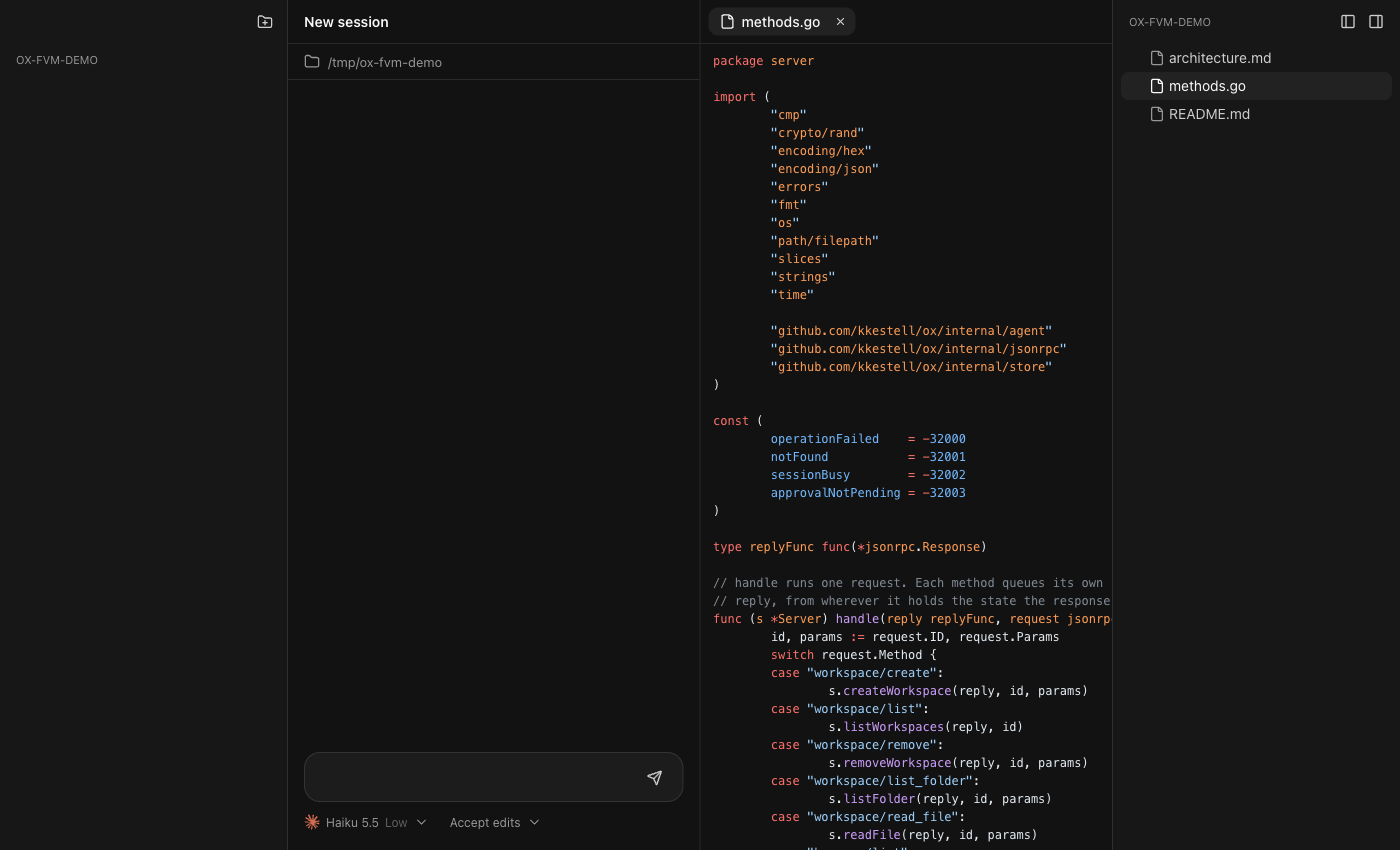 OX-FVM-DEMO
New session
/tmp/ox-fvm-demo
Haiku 5.5 Low
Accept edits
methods.go
package server
import (
"cmp"
"crypto/rand"
"encoding/hex"
"encoding/json"
"errors"
"fmt"
"os"
"path/filepath"
"slices"
"strings"
"time"
"github.com/kkestell/ox/internal/agent"
"github.com/kkestell/ox/internal/jsonrpc"
"github.com/kkestell/ox/internal/store"
)
const (
operationFailed    = -32000
notFound           = -32001
sessionBusy        = -32002
approvalNotPending = -32003
)
type replyFunc func(*jsonrpc.Response)
// handle runs one request. Each method queues its own
// reply, from wherever it holds the state the response
func (s *Server) handle(reply replyFunc, request jsonrp
id, params := request.ID, request.Params
switch request.Method {
case "workspace/create":
s.createWorkspace(reply, id, params)
case "workspace/list":
s.listWorkspaces(reply, id)
case "workspace/remove":
s.removeWorkspace(reply, id, params)
case "workspace/list_folder":
s.listFolder(reply, id, params)
case "workspace/read_file":
s.readFile(reply, id, params)
OX-FVM-DEMO
architecture.md
methods.go
README.md